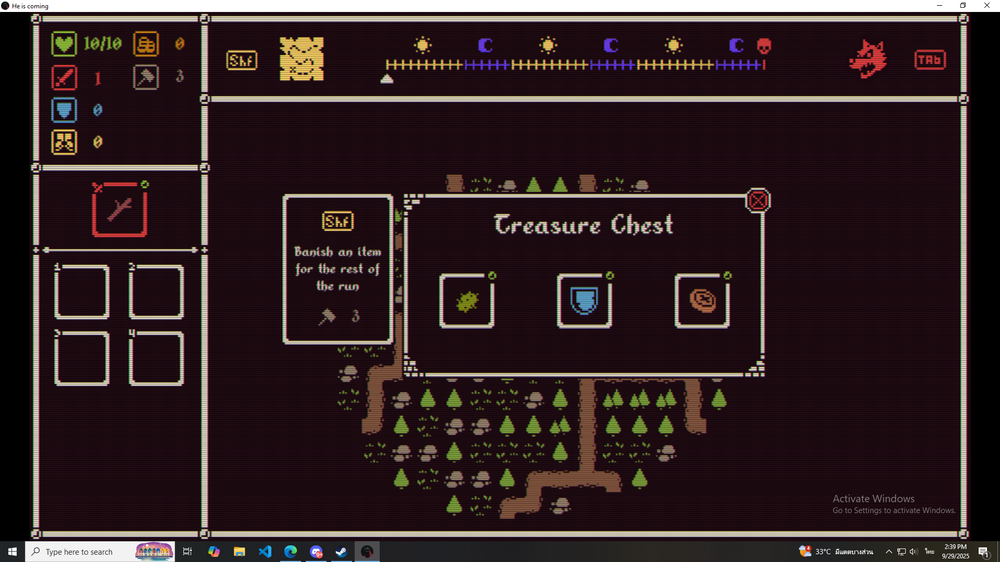 He is coming
10/10
0
1
3
0
0
Shf
TAb
1
2
3
4
Shf
Banish an item
for the rest of
the run
3
Treasure Chest
Activate Windows
Go to Settings to activate Windows.
Type here to search
9+
4
33°C มีแดดบางส่วน
ไทย
2:39 PM
9/29/2025
1